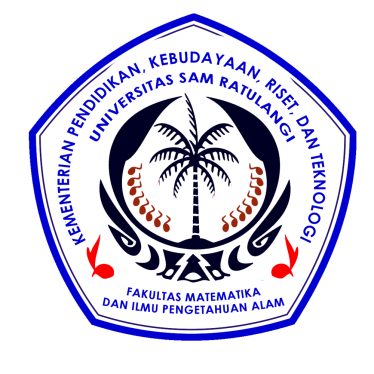 KEMENTERIAN PENDIDIKAN, KEBUDAYAAN, RISET, DAN TEKNOLOGI
UNIVERSITAS SAM RATULANGI
FAKULTAS MATEMATIKA
DAN ILMU PENGETAHUAN ALAM